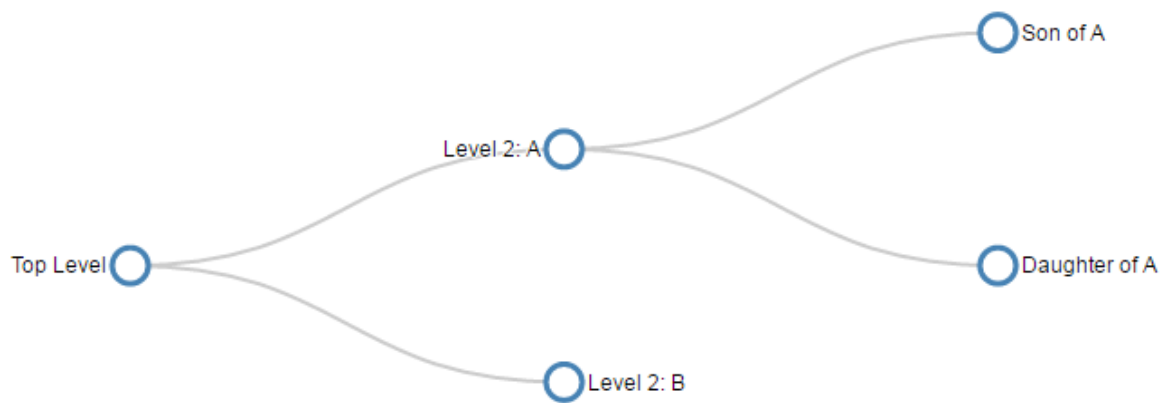 Son of A
Level 2: A
Top Level
Daughter of A
Level 2: B